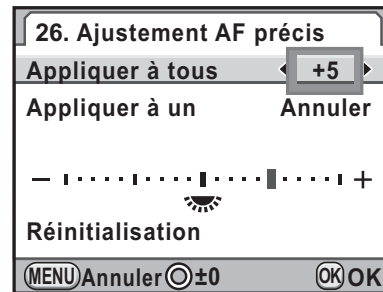 26. Ajustement AF précis
Appliquer à tous +5
Appliquer à un Annuler
− +
Réinitialisation
MENU Annuler ±0 OK OK